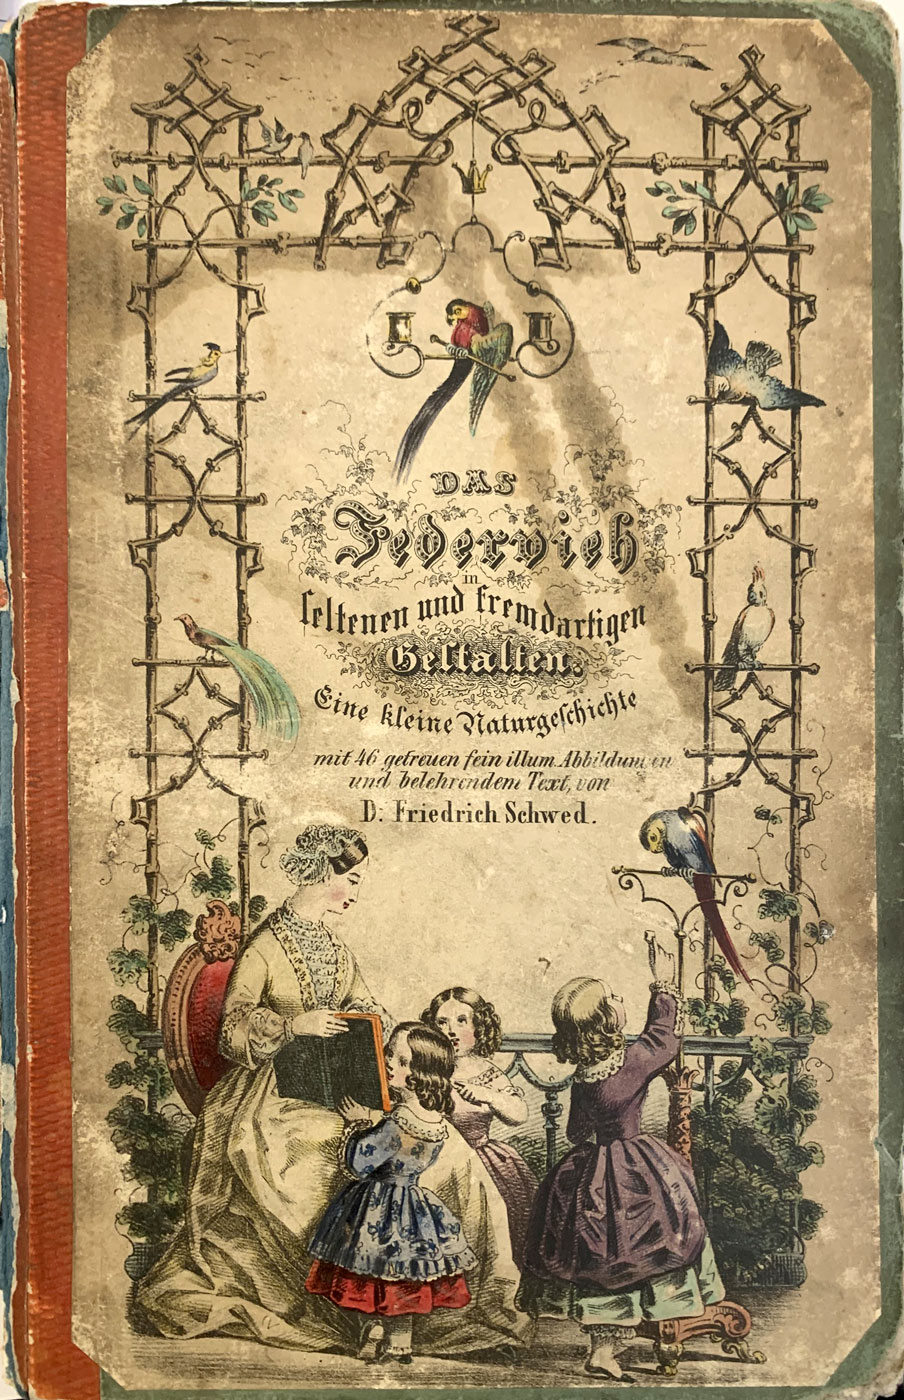 DAS
Federvieh
in
seltenen und fremdartigen
Gestalten.
Eine kleine Naturgeschichte
mit 46 getreuen fein illum. Abbildungen
und belehrendem Text, von
Dr. Friedrich Schwed.